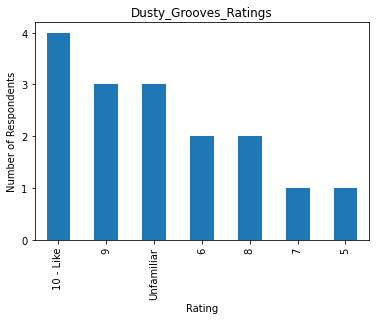 Dusty_Grooves_Ratings
Number of Respondents
4
3
2
1
0
10 - Like
9
Unfamiliar
6
8
7
5
Rating